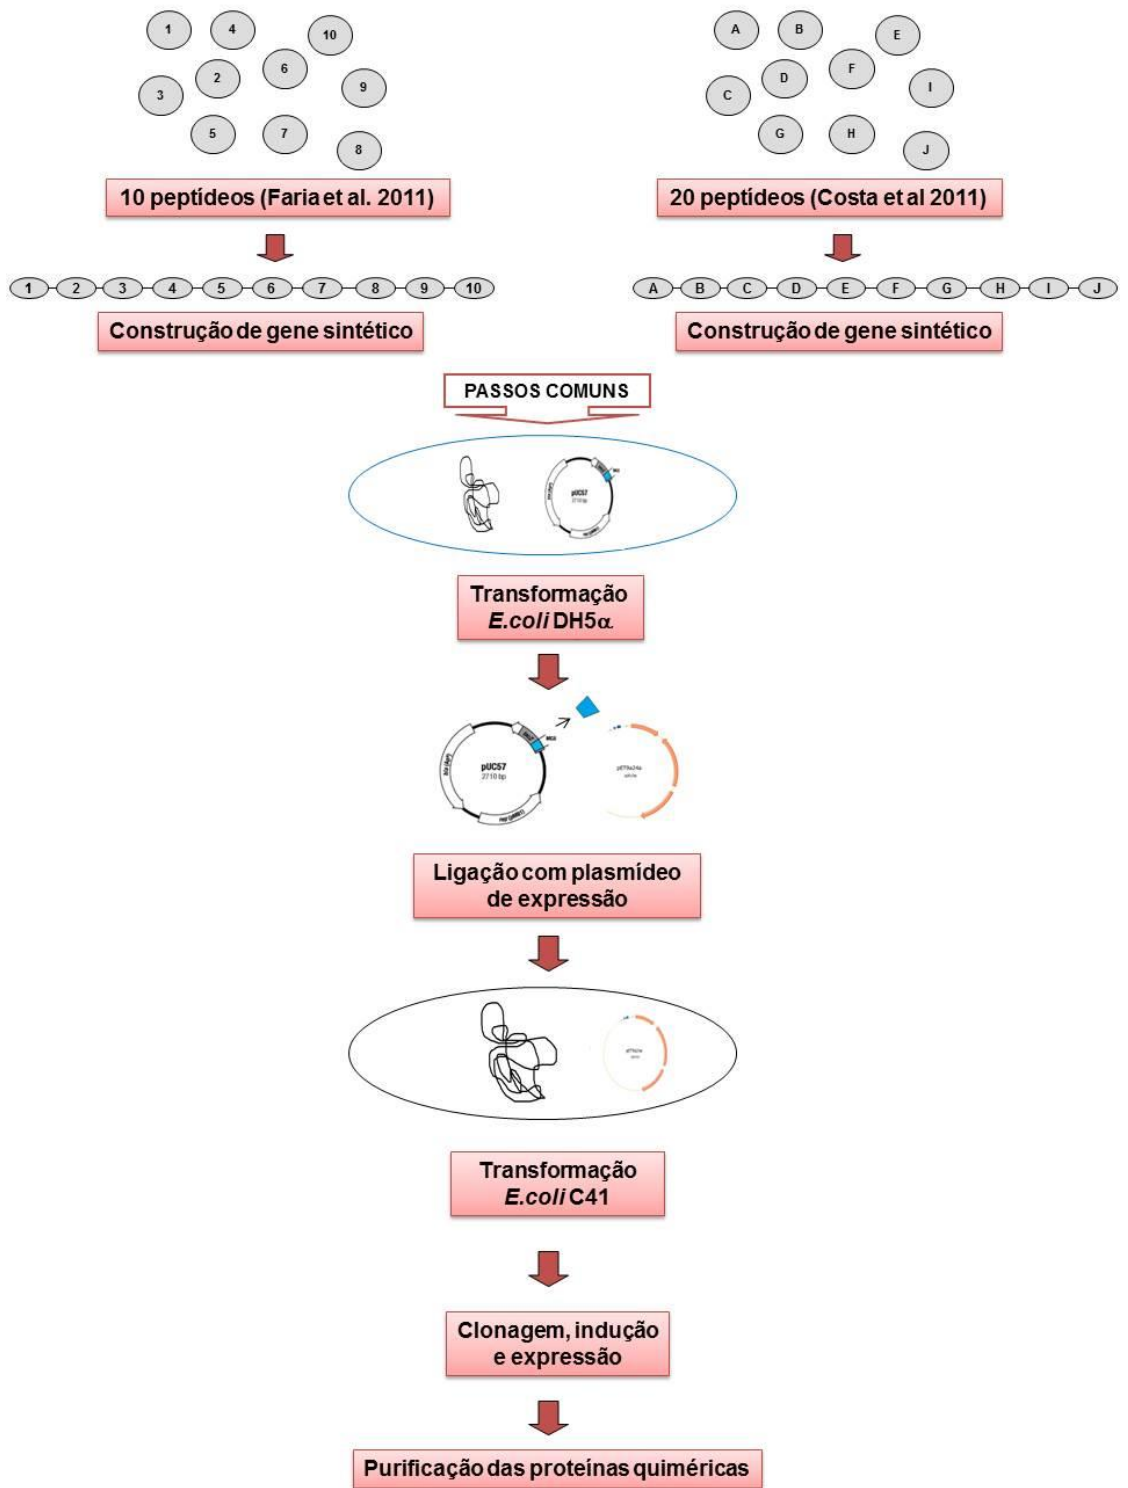 1
4
10
2
6
9
3
5
7
8
A
B
E
D
F
I
C
G
H
J
10 peptídeos (Faria et al. 2011)
20 peptídeos (Costa et al 2011)
1 2 3 4 5 6 7 8 9 10
A B C D E F G H I J
Construção de gene sintético
Construção de gene sintético
PASSOS COMUNS
pUC57
2710 bp
Transformação
E.coli DH5α
pUC57
2710 bp
Ligação com plasmídeo
de expressão
Transformação
E.coli C41
Clonagem, indução
e expressão
Purificação das proteínas quiméricas